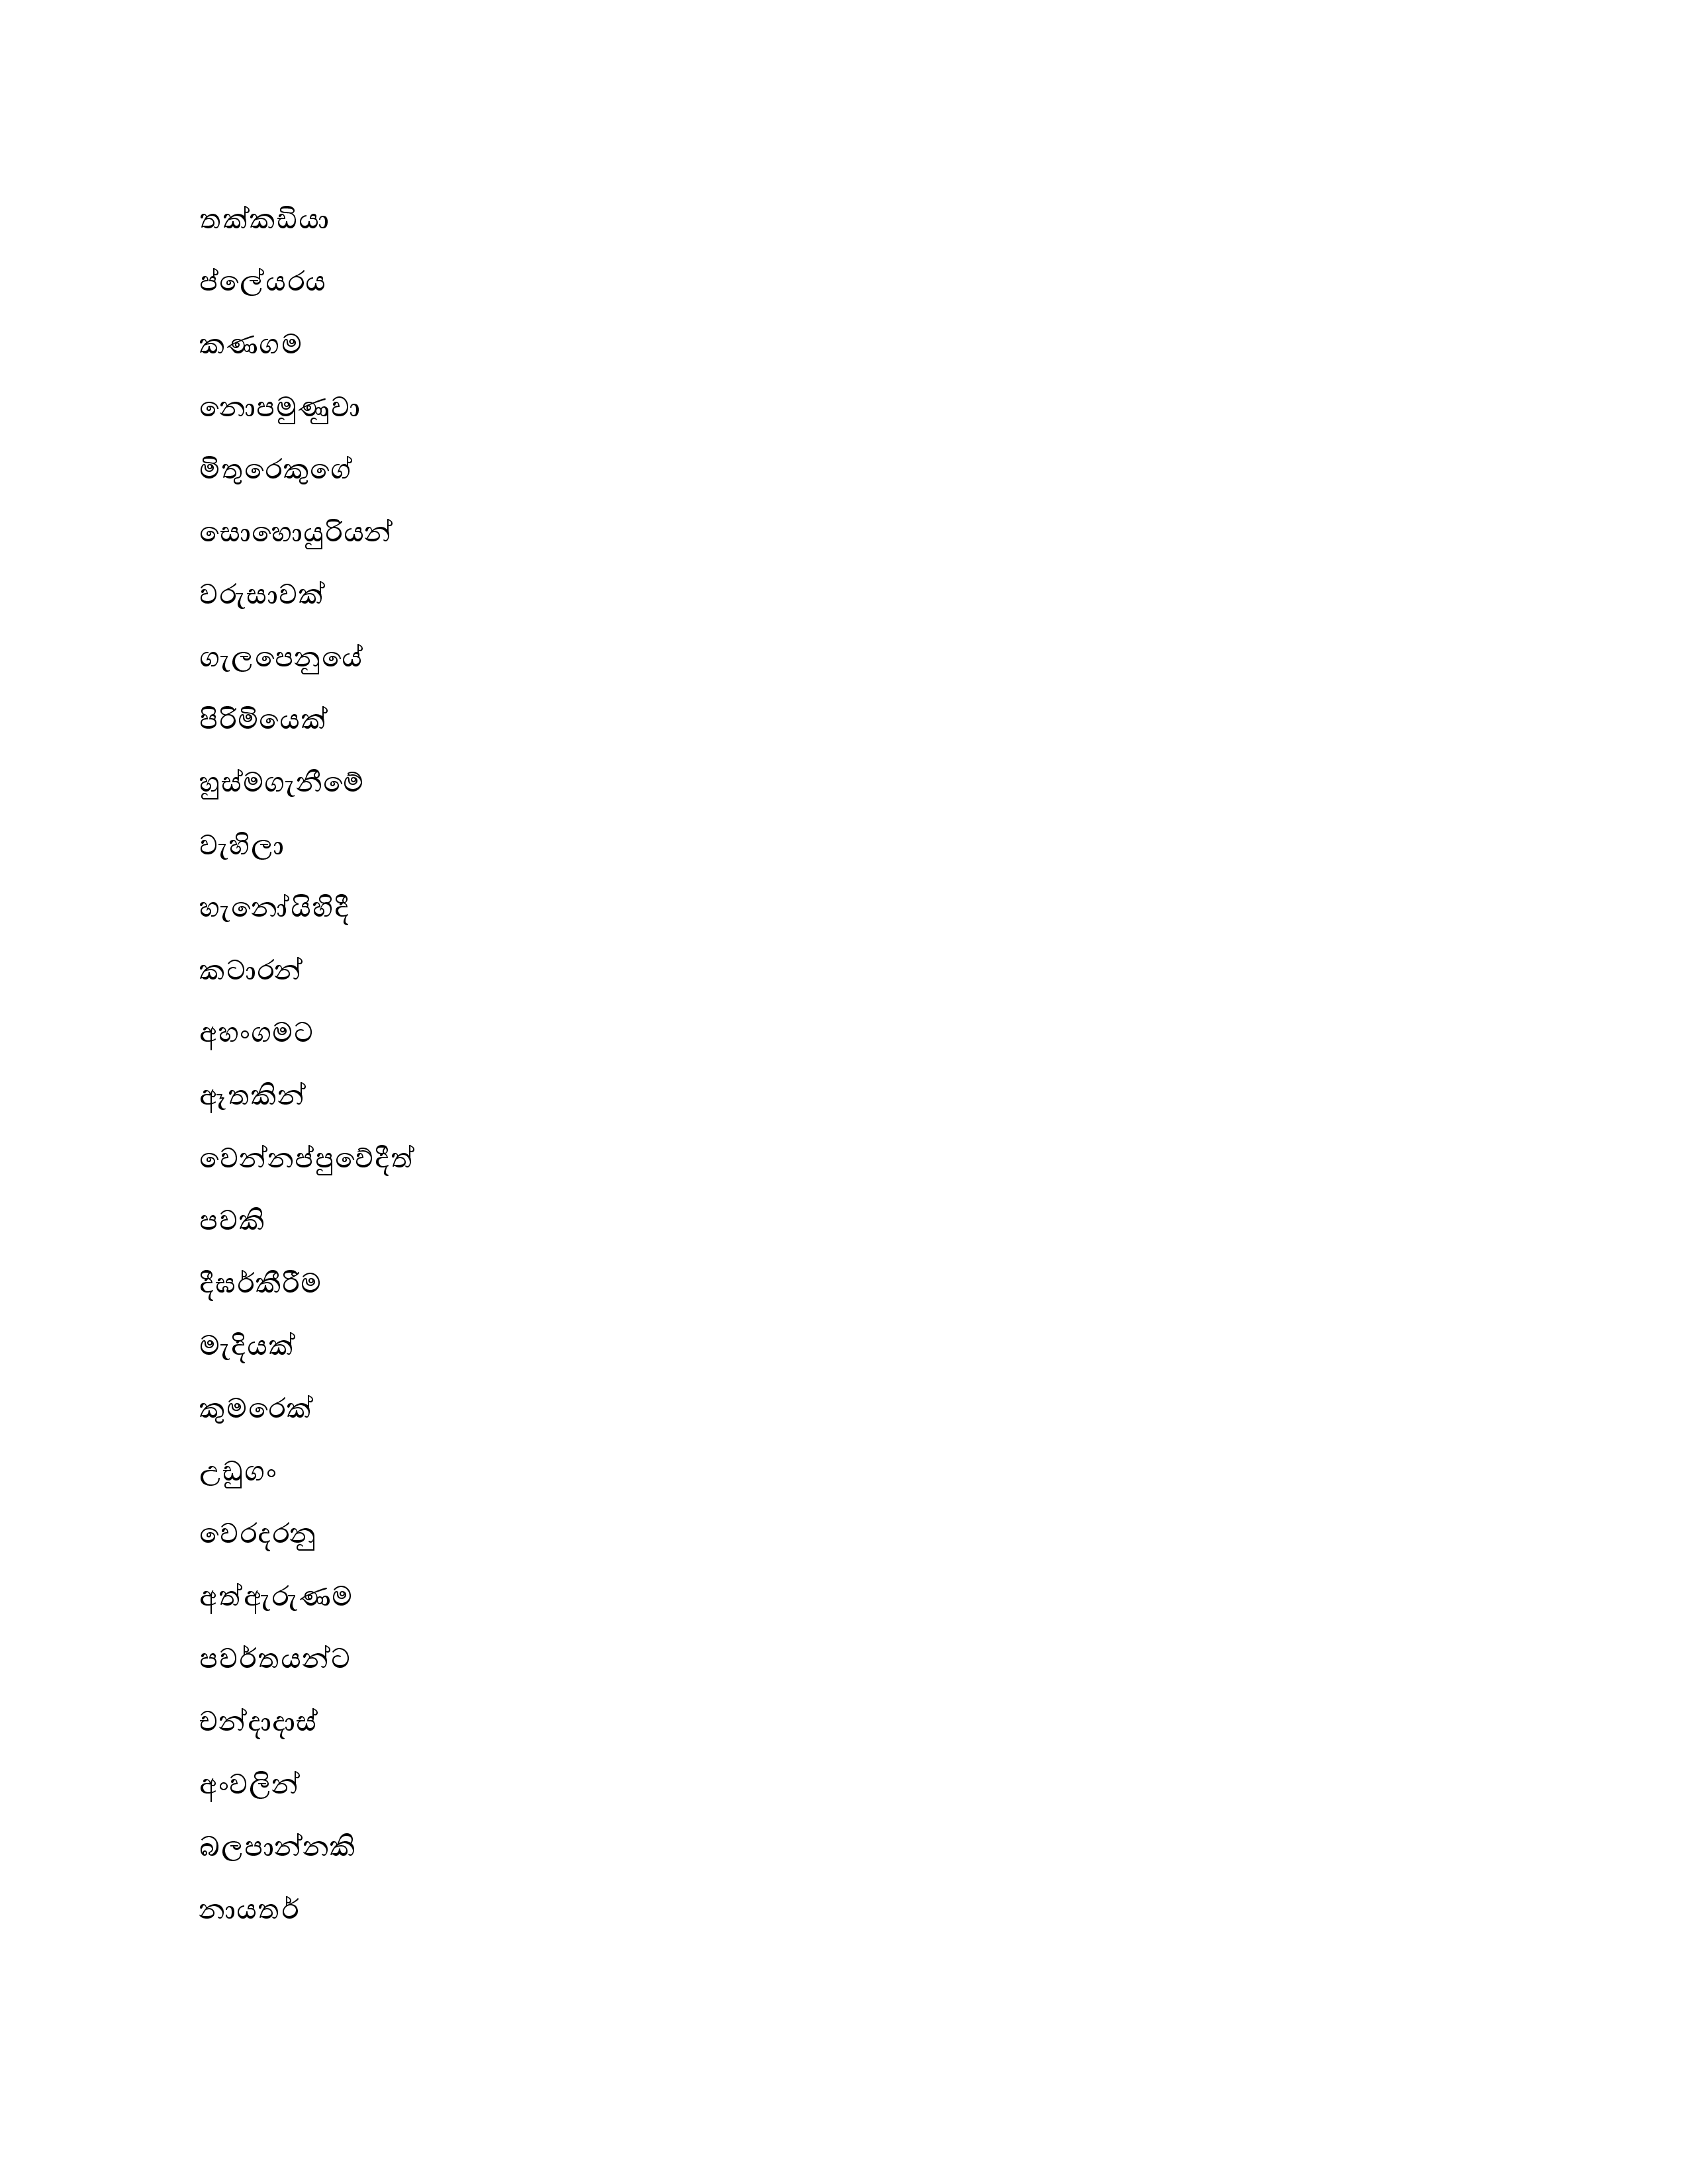 තක්කඩියා
ප්ලේයරය
කණගම
නොපමුණුවා
මිතුරෙකුගේ
සොහොයුරියන්
වරුසාවක්
ගැලපෙනුයේ
පිරිමියෙක්
හුස්මගැනීමේ
වැහිලා
හැනෝයිහිදී
කටාරන්
අහංගමට
ඈතකින්
වෙන්නප්පුවේදීත්
පවකි
දීඝර්කීරීම
මැදියක්
කුමරෙක්
උඩුගං
වෙරදරනු
අත්ඇරුණම
පවර්තයන්ට
චන්දාදාස්
අංවලින්
බලපාන්නකි
නායතර්